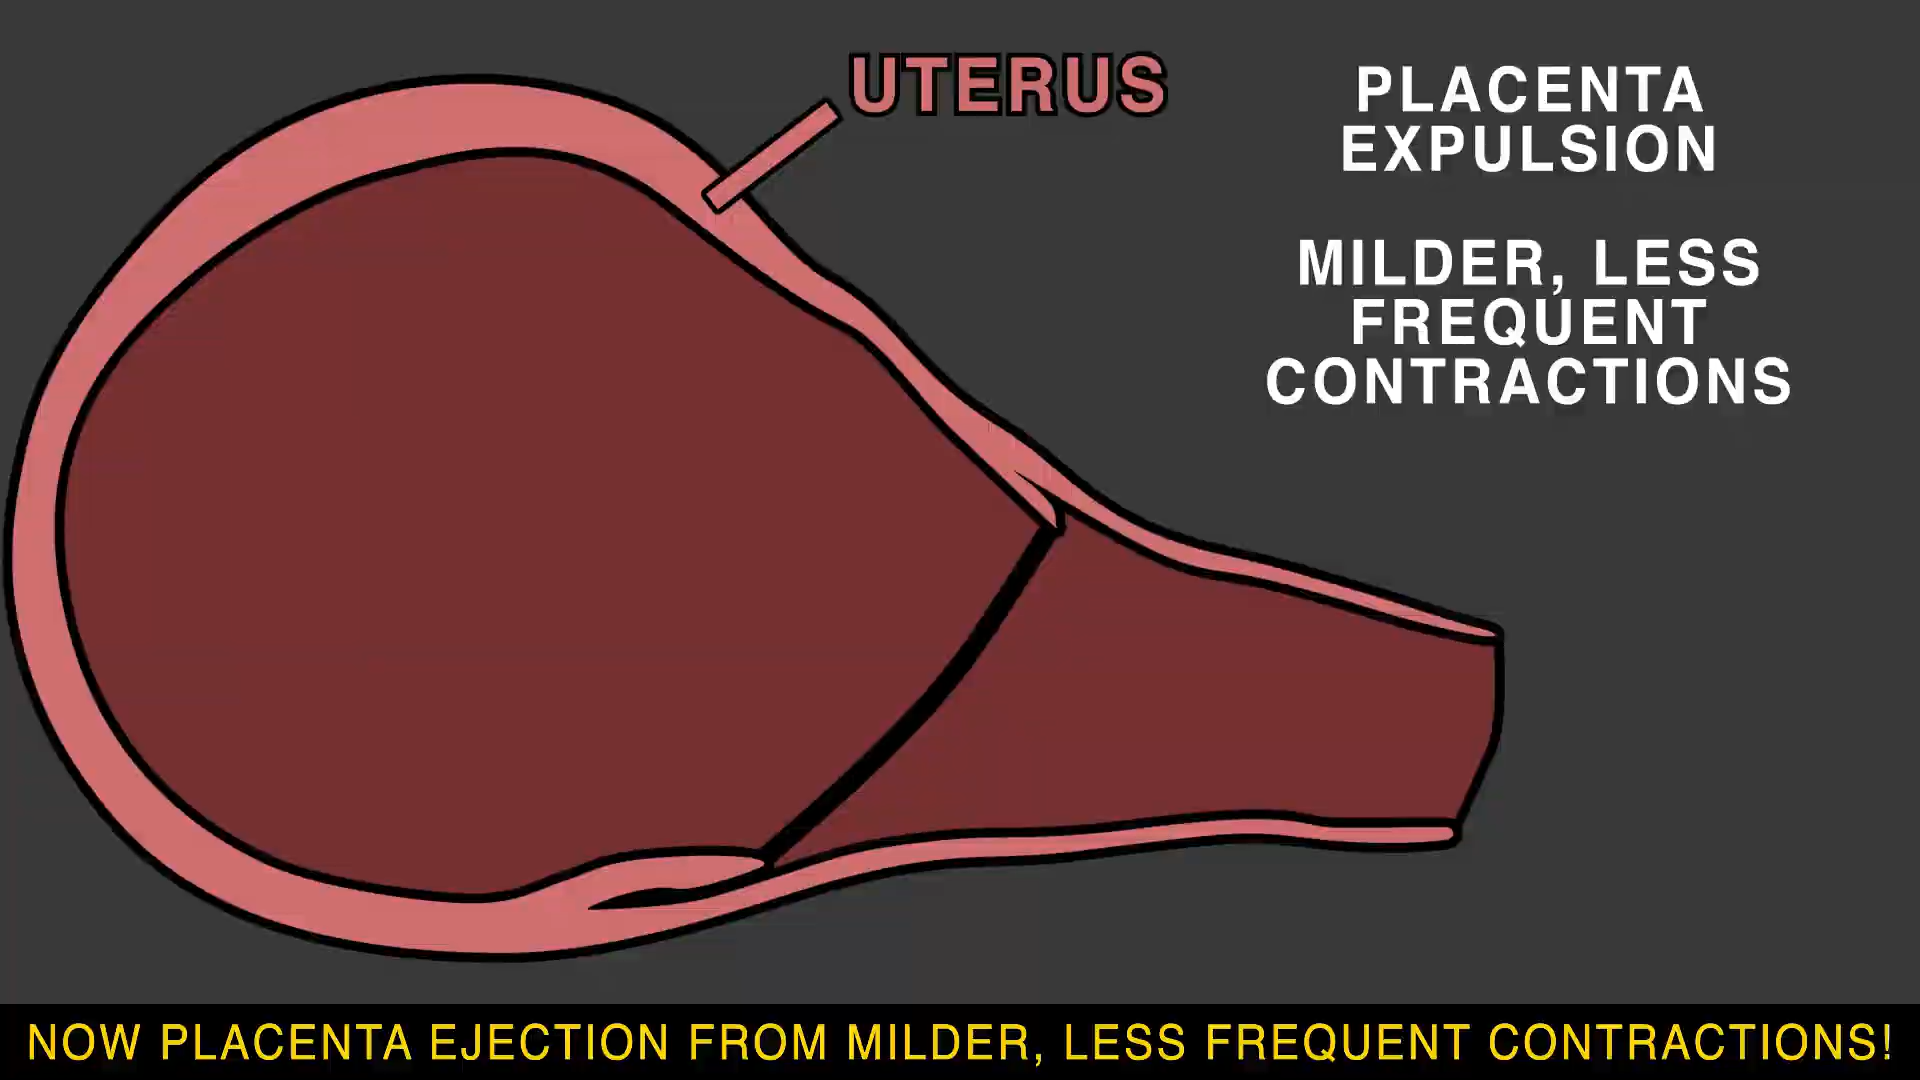 UTERUS
PLACENTA
EXPULSION
MILDER, LESS
FREQUENT
CONTRACTIONS
NOW PLACENTA EJECTION FROM MILDER, LESS FREQUENT CONTRACTIONS!